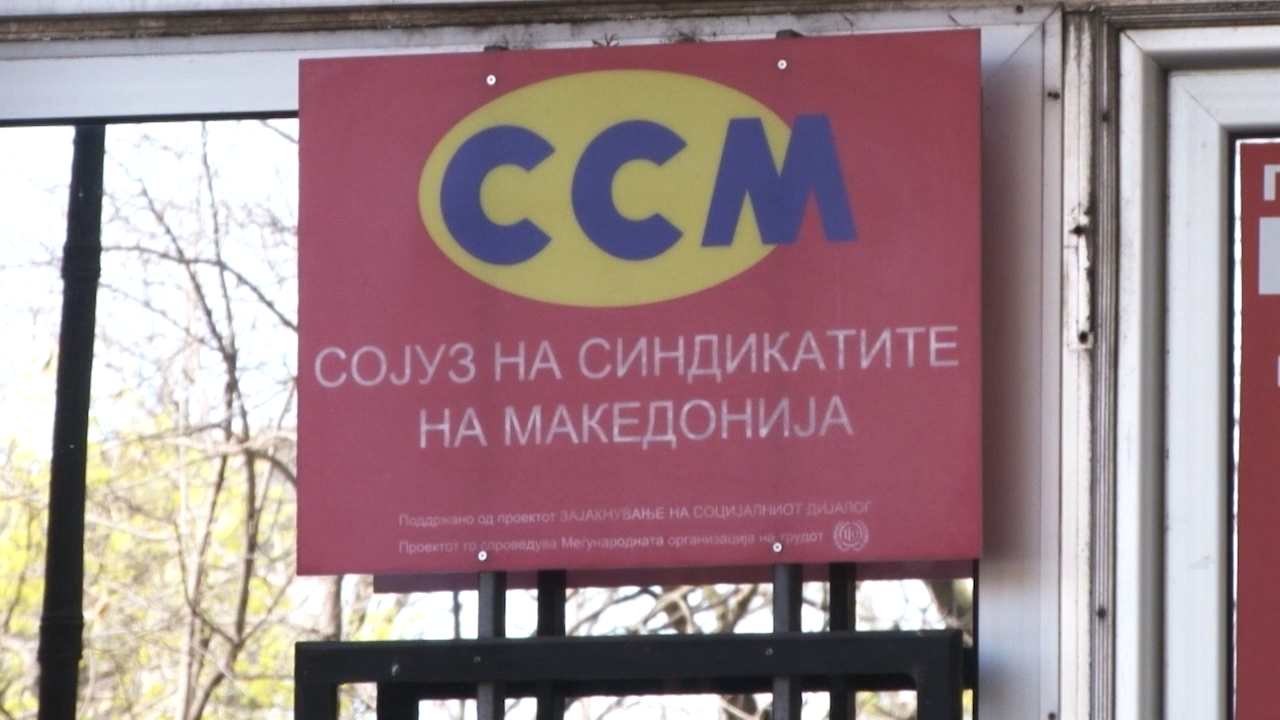 ССМ
СОЈУЗ НА СИНДИКАТИТЕ
НА МАКЕДОНИЈА
Поддржано од проектот ЗАЈАКНУВАЊЕ НА СОЦИЈАЛНИОТ ДИЈАЛОГ
Проектот го спроведува Меѓународната организација на трудот